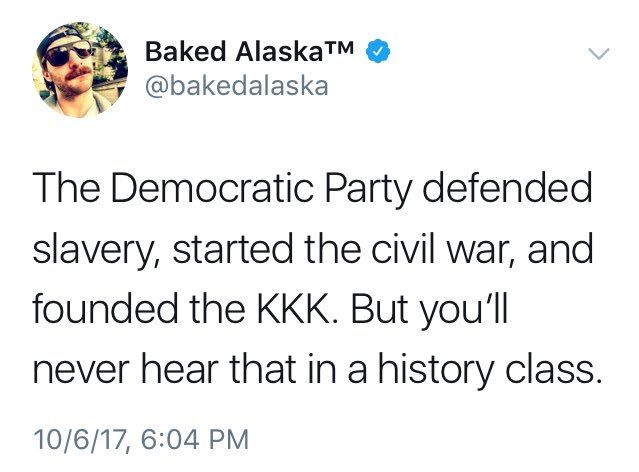 Baked Alaska™
@bakedalaska
The Democratic Party defended
slavery, started the civil war, and
founded the KKK. But you’ll
never hear that in a history class.
10/6/17, 6:04 PM